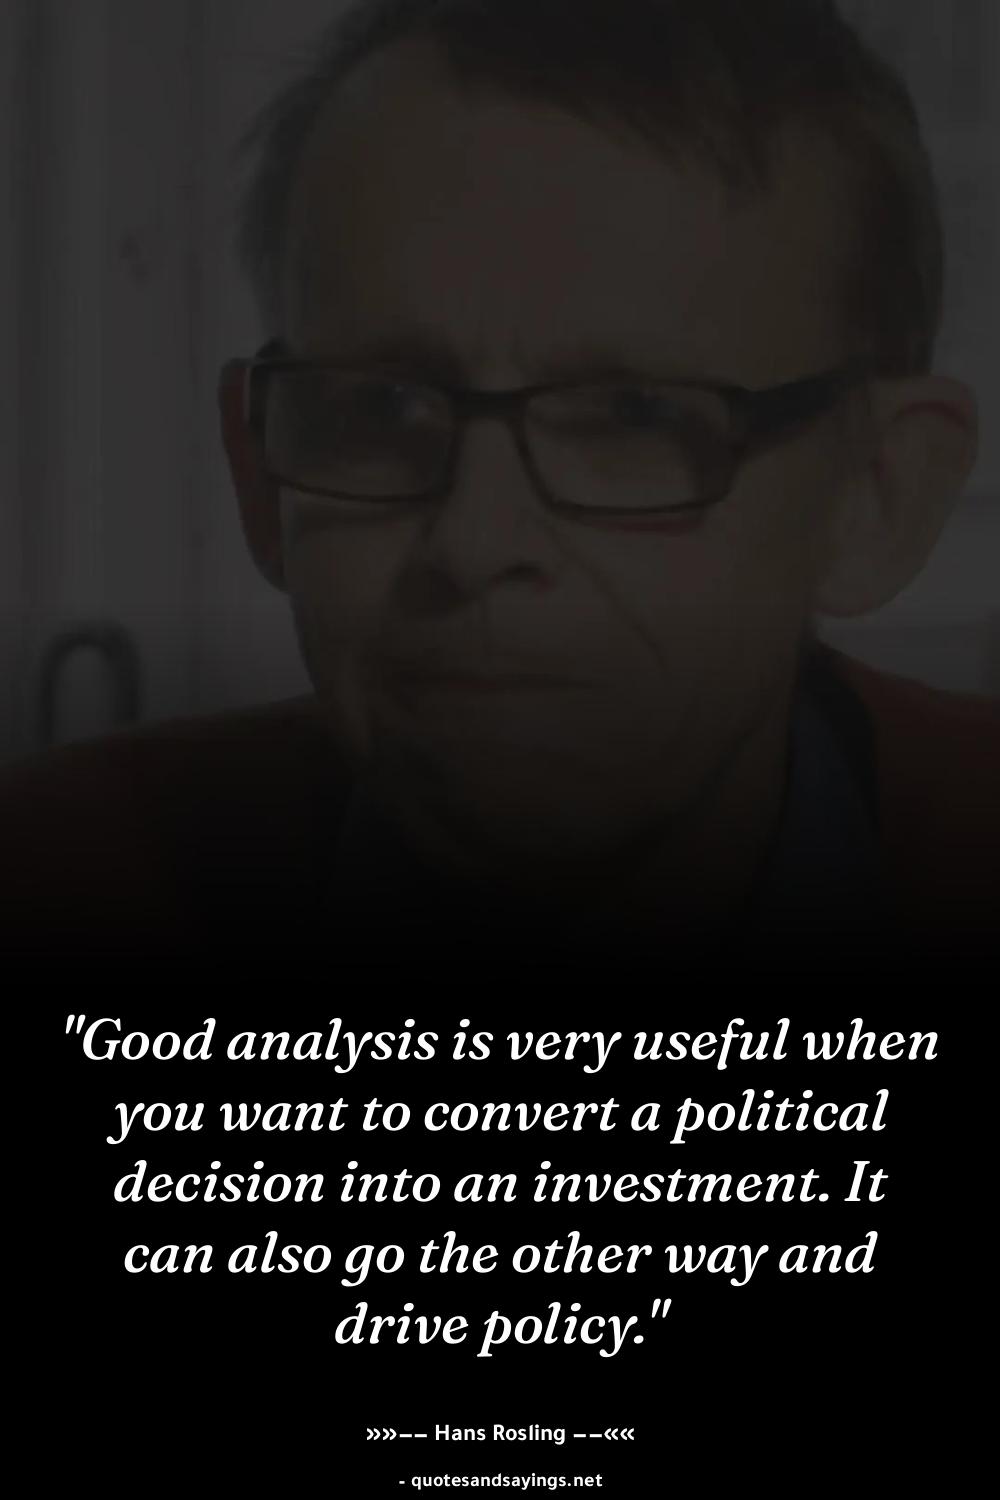 "Good analysis is very useful when
you want to convert a political
decision into an investment. It
can also go the other way and
drive policy."
»»–– Hans Rosling ––««
- quotesandsayings.net